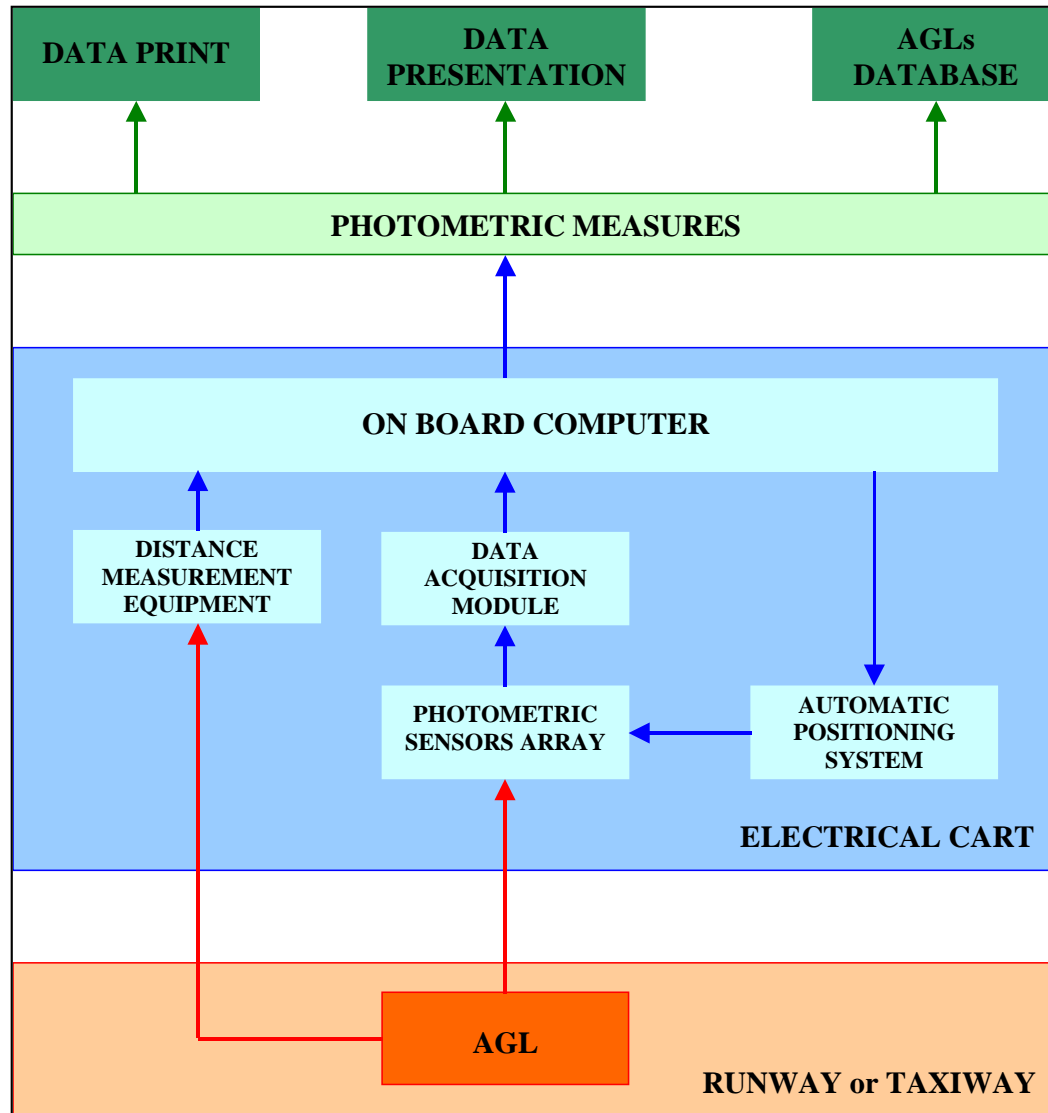 DATA PRINT
DATA
PRESENTATION
AGLs
DATABASE
PHOTOMETRIC MEASURES
ON BOARD COMPUTER
DISTANCE
MEASUREMENT
EQUIPMENT
DATA
ACQUISITION
MODULE
PHOTOMETRIC
SENSORS ARRAY
AUTOMATIC
POSITIONING
SYSTEM
ELECTRICAL CART
AGL
RUNWAY or TAXIWAY